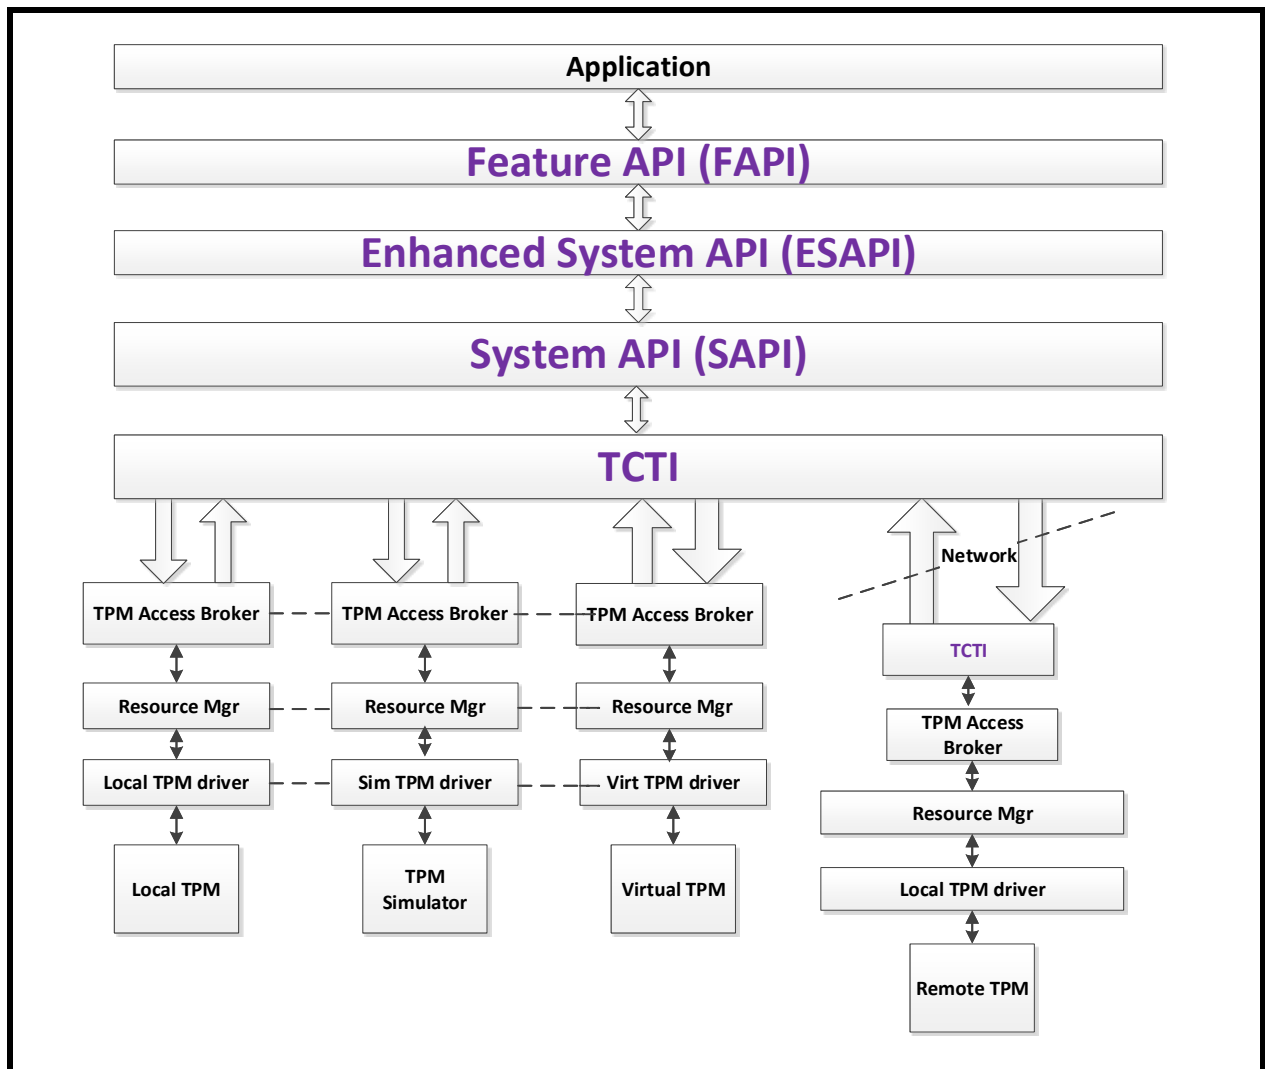 Application
Feature API (FAPI)
Enhanced System API (ESAPI)
System API (SAPI)
TCTI
Network
TPM Access Broker
TPM Access Broker
TPM Access Broker
TCTI
Resource Mgr
Resource Mgr
Resource Mgr
TPM Access
Broker
Local TPM driver
Sim TPM driver
Virt TPM driver
Resource Mgr
Local TPM
TPM
Simulator
Virtual TPM
Local TPM driver
Remote TPM